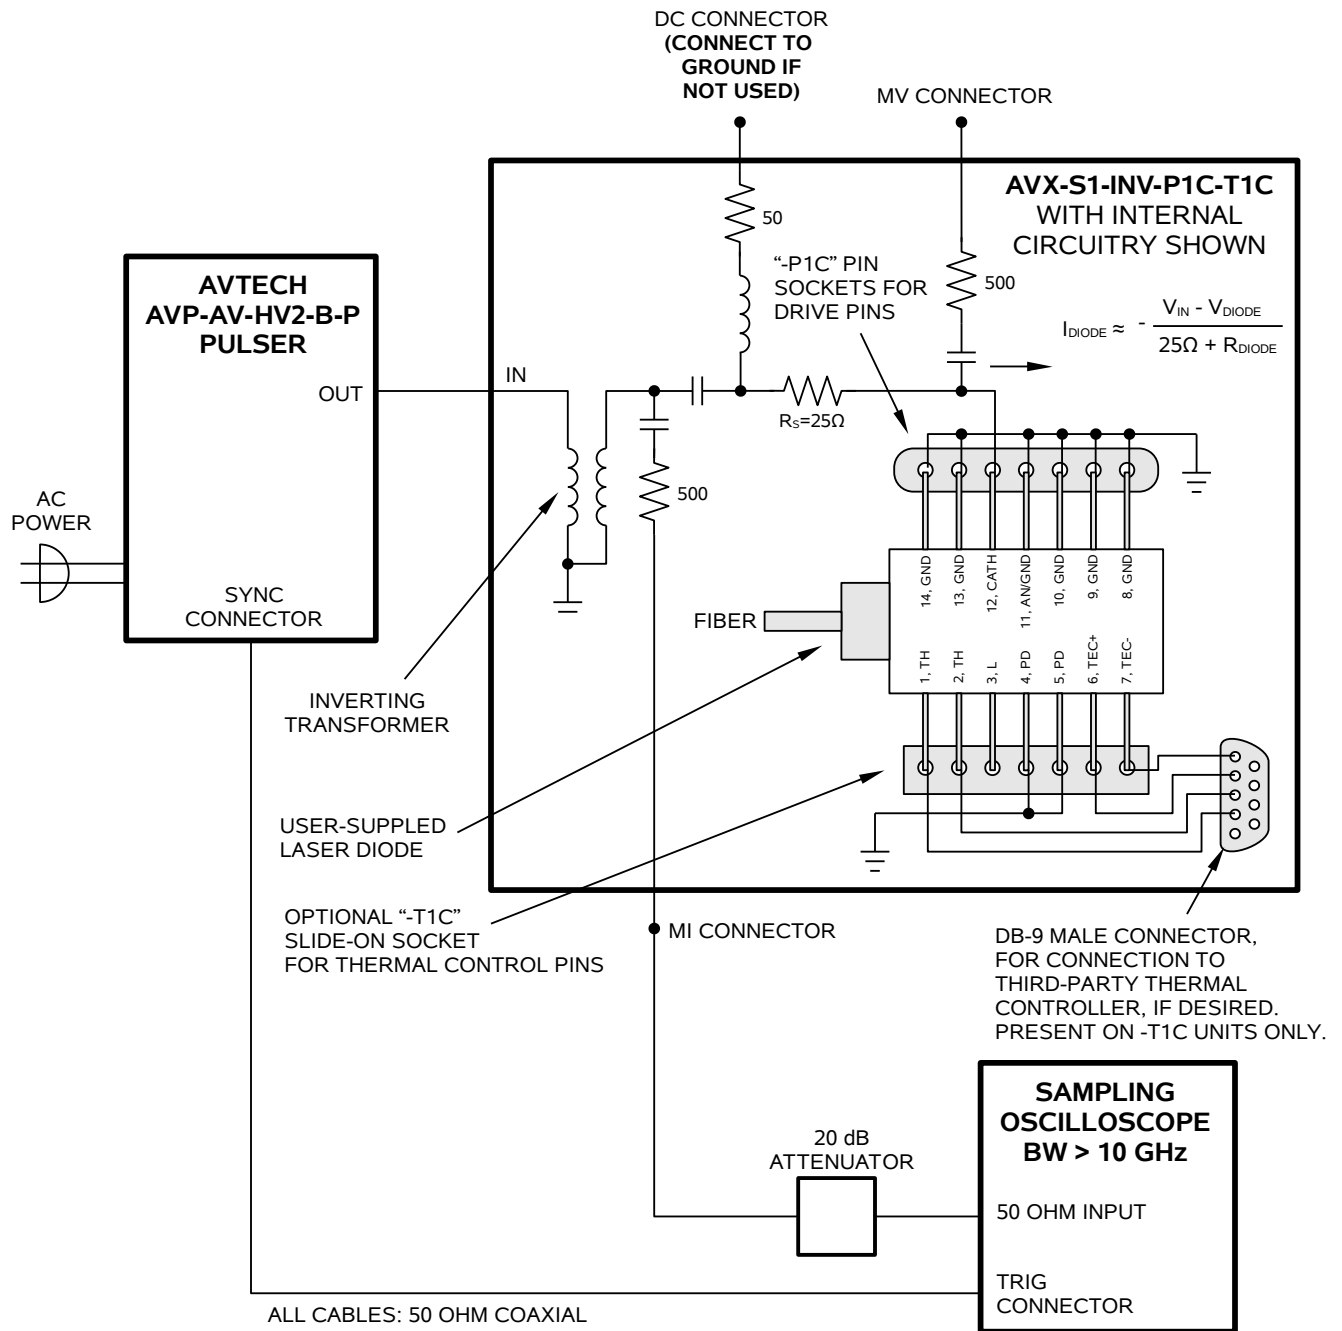 DC CONNECTOR
(CONNECT TO
GROUND IF
NOT USED)
MV CONNECTOR
AVX-S1-INV-P1C-T1C
WITH INTERNAL
CIRCUITRY SHOWN
50
500
“-P1C” PIN
SOCKETS FOR
DRIVE PINS
IDIODE ≈ - VIN - VDIODE
25Ω + RDIODE
AVTECH
AVP-AV-HV2-B-P
PULSER
OUT
IN
RS=25Ω
500
AC
POWER
SYNC
CONNECTOR
14, GND
13, GND
12, CATH
11, AN/GND
10, GND
9, GND
8, GND
FIBER
1, TH
2, TH
3, L
4, PD
5, PD
6, TEC+
7, TEC-
INVERTING
TRANSFORMER
USER-SUPPLED
LASER DIODE
OPTIONAL “-T1C”
SLIDE-ON SOCKET
FOR THERMAL CONTROL PINS
MI CONNECTOR
DB-9 MALE CONNECTOR,
FOR CONNECTION TO
THIRD-PARTY THERMAL
CONTROLLER, IF DESIRED.
PRESENT ON -T1C UNITS ONLY.
20 dB
ATTENUATOR
SAMPLING
OSCILLOSCOPE
BW > 10 GHz
50 OHM INPUT
TRIG
CONNECTOR
ALL CABLES: 50 OHM COAXIAL